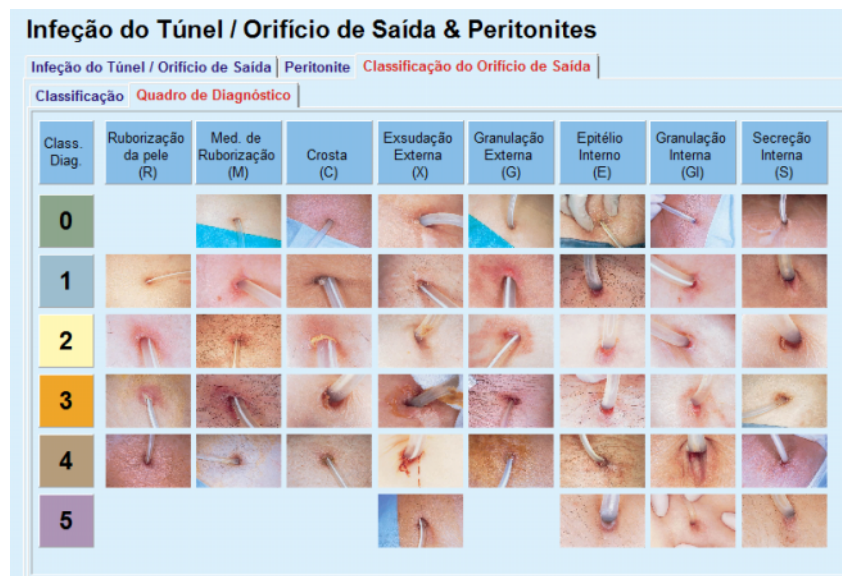 Infeção do Túnel / Orifício de Saída & Peritonites
Infeção do Túnel / Orifício de Saída Peritonite Classificação do Orifício de Saída
Classificação Quadro de Diagnóstico
Class.
Diag.
Ruborização
da pele
(R)
Med. de
Ruborização
(M)
Crosta
(C)
Exsudação
Externa
(X)
Granulação
Externa
(G)
Epitélio
Interno
(E)
Granulação
Interna
(GI)
Secreção
Interna
(S)
0
1
2
3
4
5